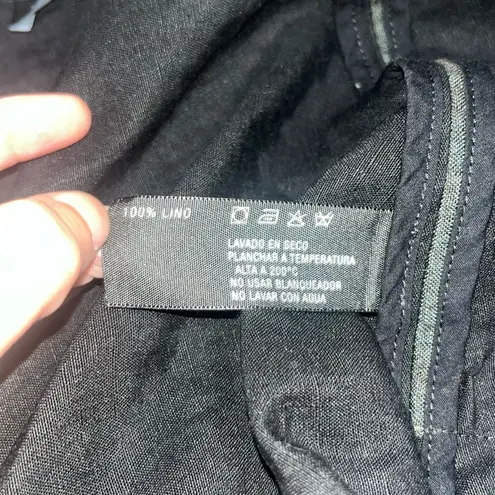 100% LINO
LAVADO EN SECO
PLANCHAR A TEMPERATURA
ALTA A 200°C
NO USAR BLANQUEADOR
NO LAVAR CON AGUA